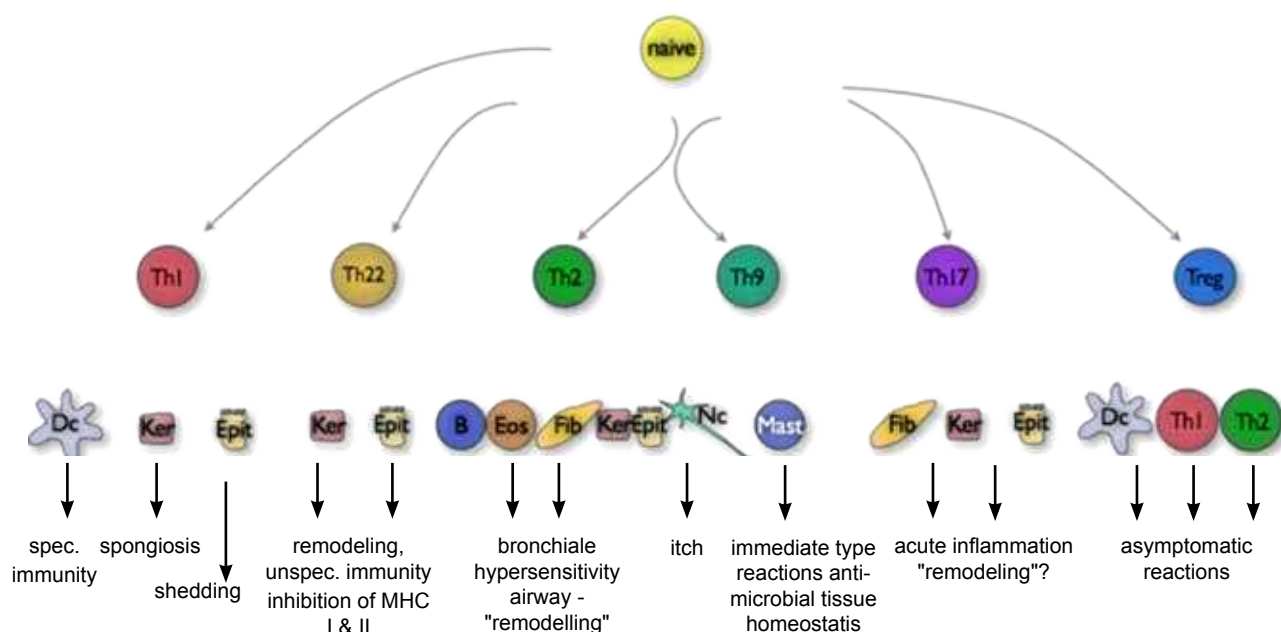 naive
Th1
Th22
Th2
Th9
Th17
Treg
Dc
Ker
Epit
Ker
Epit
B
Eos
Fib
Ker
Epit
Nc
Mast
Fib
Ker
Epit
Dc
Th1
Th2
spec.
immunity
spongiosis
shedding
remodeling,
unspec. immunity
inhibition of MHC
I & II
bronchiale
hypersensitivity
airway -
"remodelling"
itch
immediate type
reactions anti-
microbial tissue
homeostatis
acute inflammation
"remodeling"?
asymptomatic
reactions